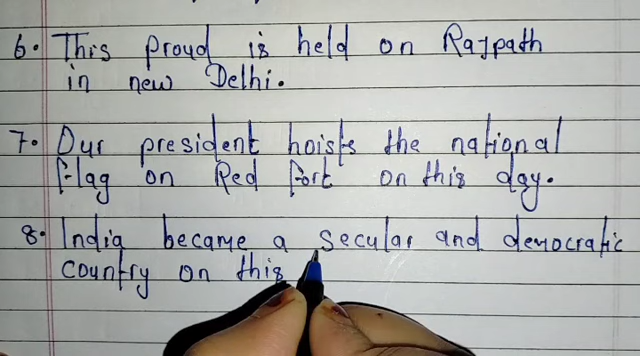 6. This proud is held on Rajpath
in new Delhi.
7. Our president hoists the national
flag on Red fort on this day.
8. India became a secular and democratic
country on this